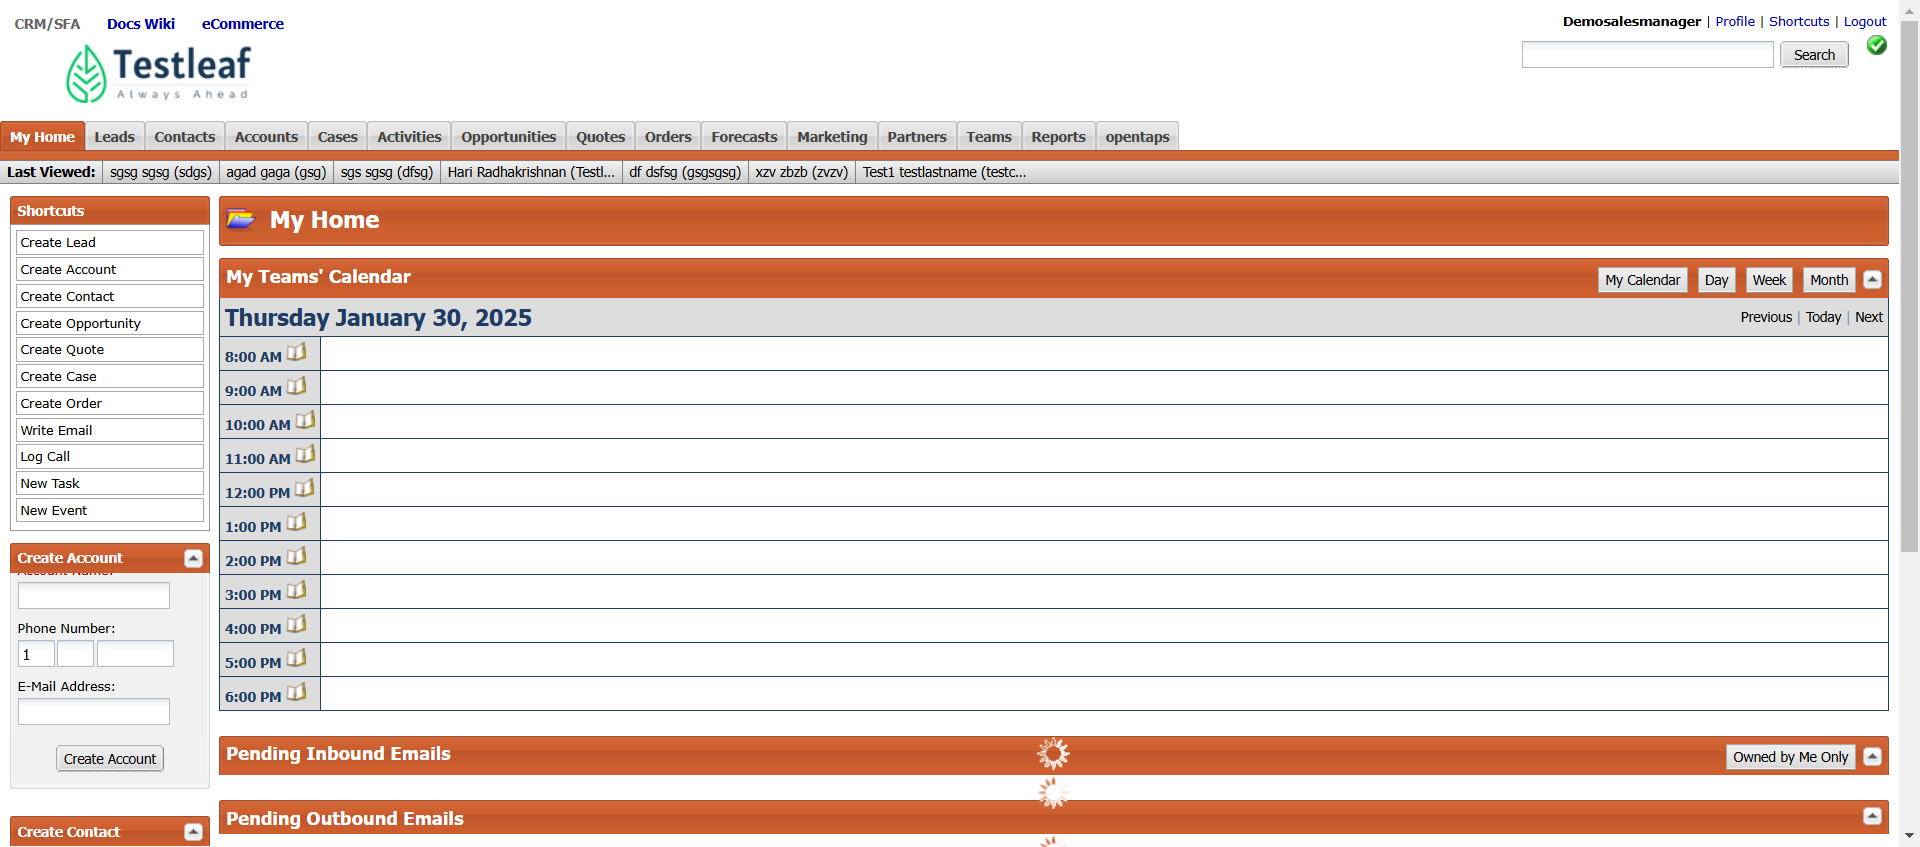 CRM/SFA Docs Wiki eCommerce
Demosalesmanager | Profile | Shortcuts | Logout
Search
Testleaf
Always Ahead
My Home Leads Contacts Accounts Cases Activities Opportunities Quotes Orders Forecasts Marketing Partners Teams Reports opentaps
Last Viewed: sgsg sgsg (sdgs) agad gaga (gsg) sgs sgsg (dfsg) Hari Radhakrishnan (Testl... df dsfsg (gsgsgsg) xzv zbzb (zvzv) Test1 testlastname (testc...
Shortcuts
Create Lead
Create Account
Create Contact
Create Opportunity
Create Quote
Create Case
Create Order
Write Email
Log Call
New Task
New Event
Create Account
Account Name:
Phone Number:
1
E-Mail Address:
Create Account
Create Contact
My Home
My Teams' Calendar
My Calendar Day Week Month
Thursday January 30, 2025
Previous | Today | Next
8:00 AM
9:00 AM
10:00 AM
11:00 AM
12:00 PM
1:00 PM
2:00 PM
3:00 PM
4:00 PM
5:00 PM
6:00 PM
Pending Inbound Emails
Owned by Me Only
Pending Outbound Emails